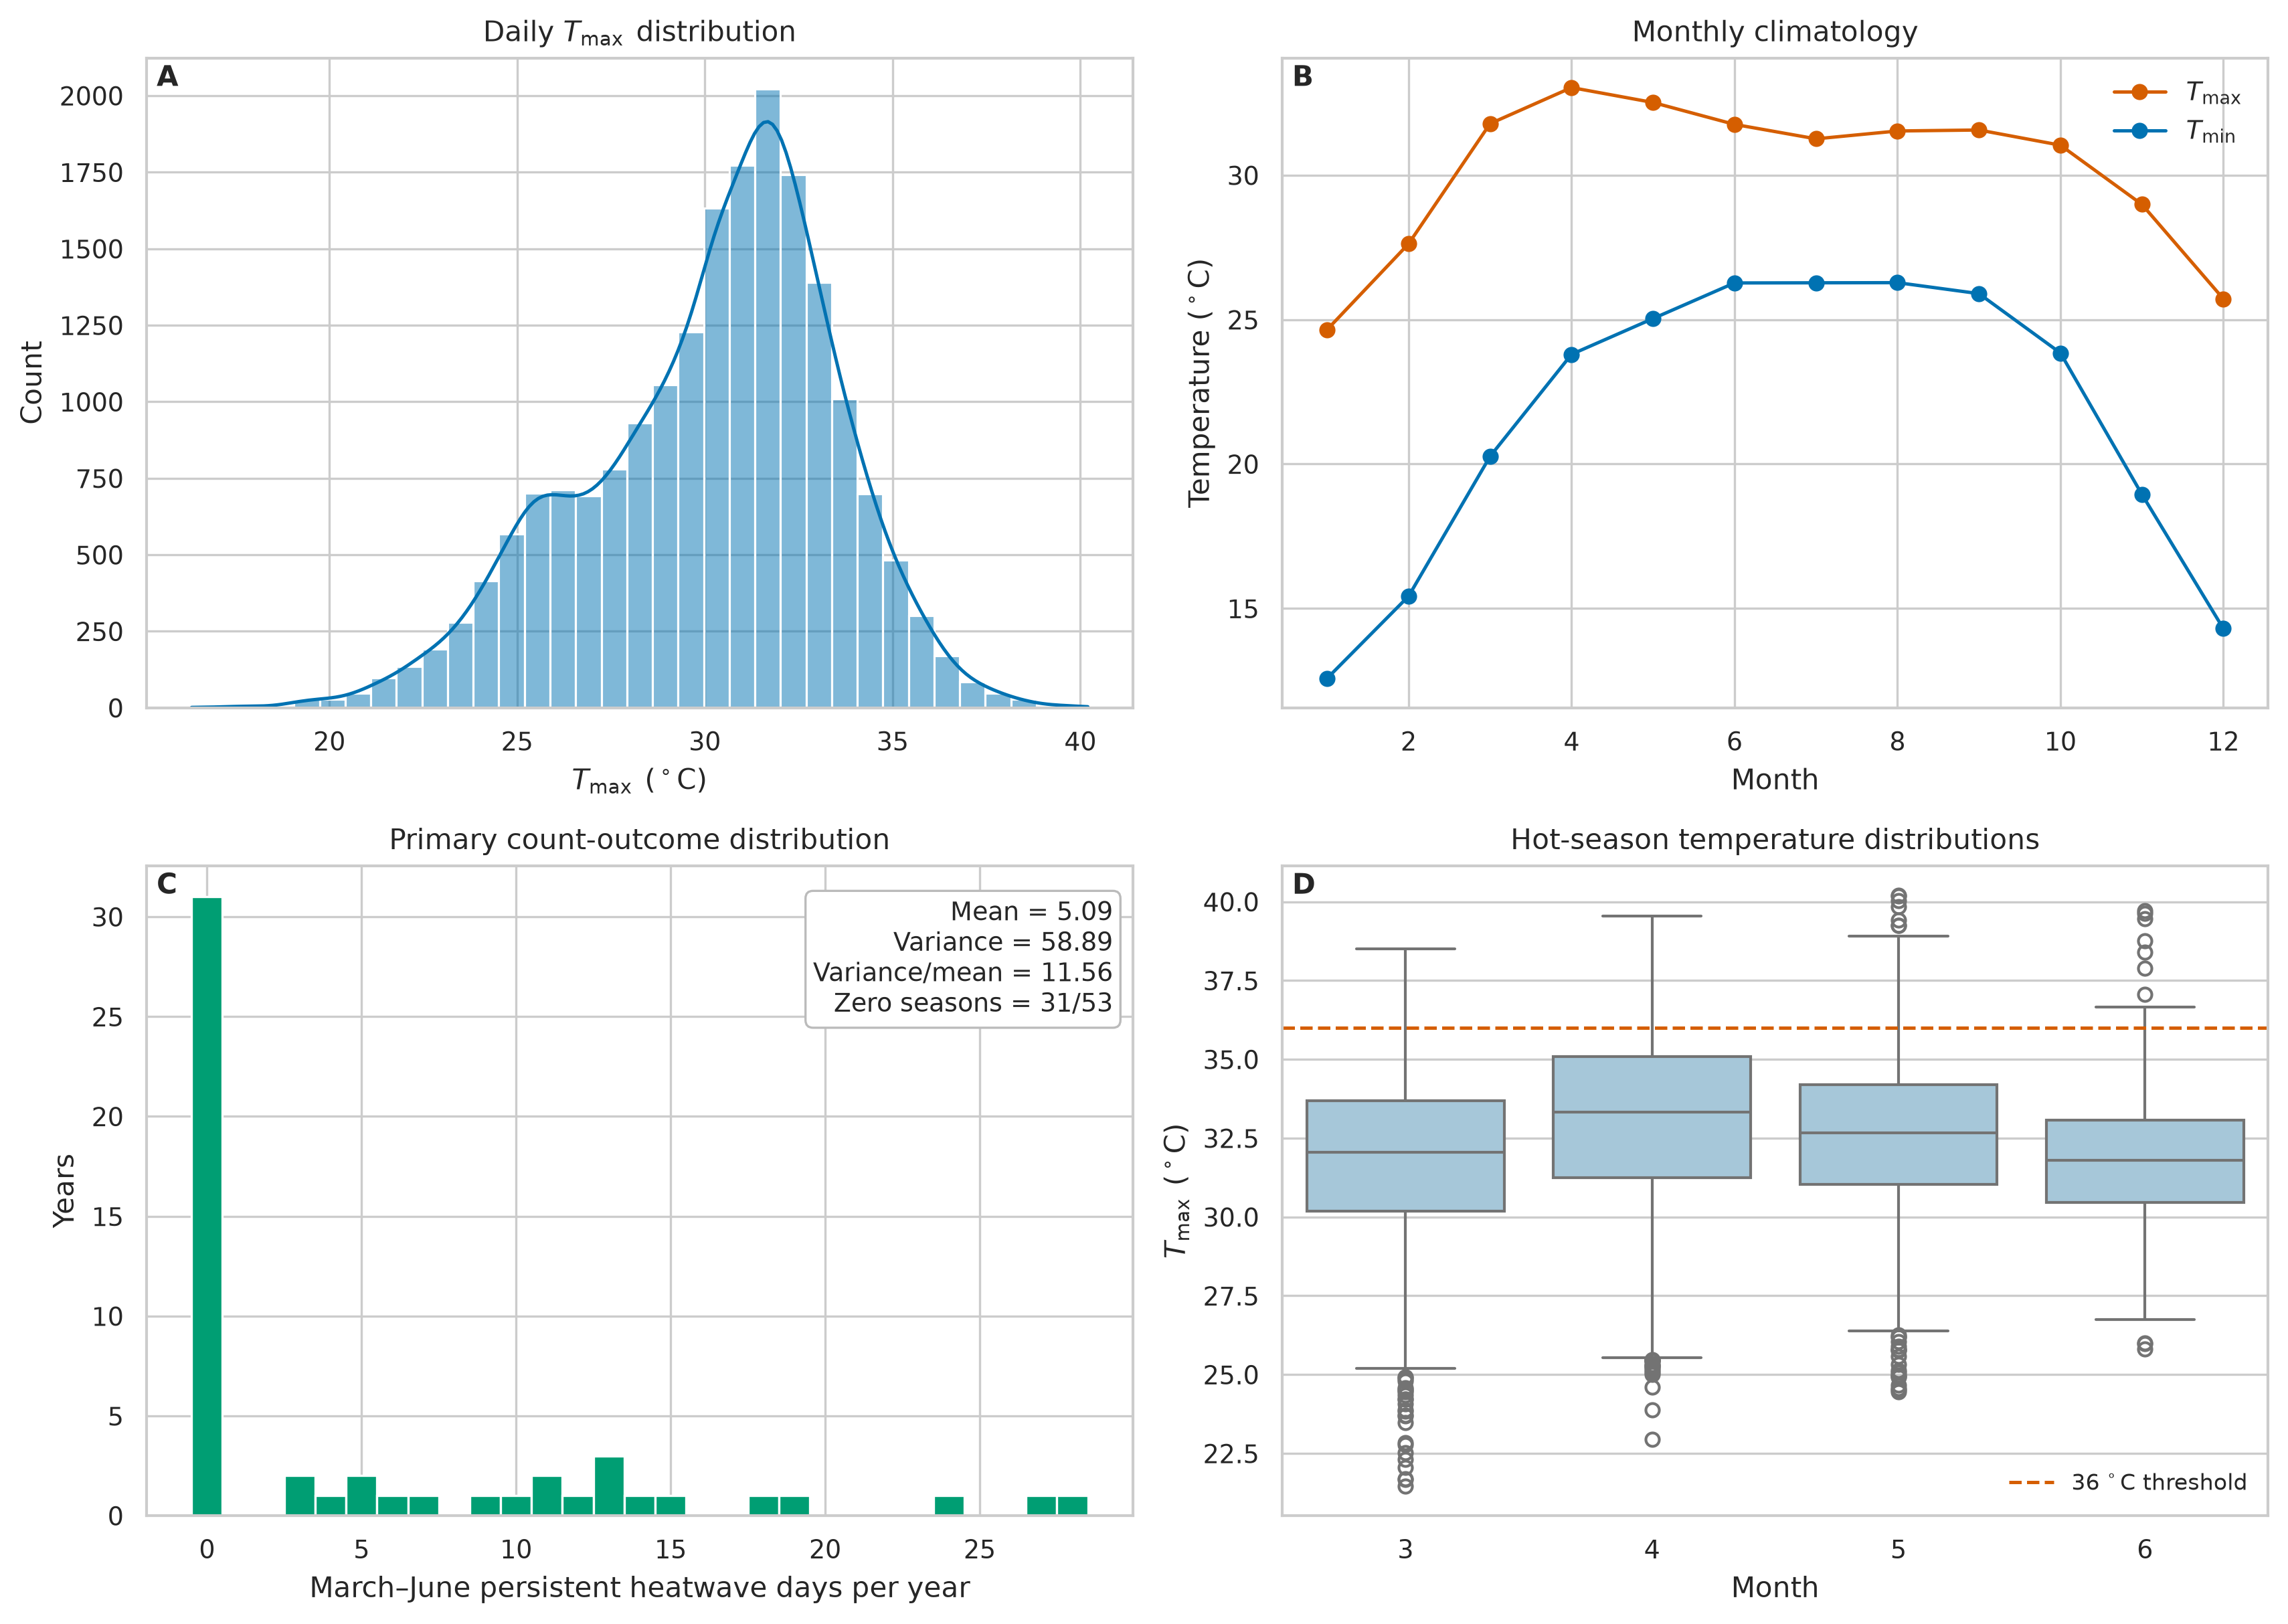 Daily Tmax distribution
A
2000
1750
1500
1250
1000
750
500
250
0
Count
20 25 30 35 40
Tmax (°C)
Monthly climatology
B
Tmax
Tmin
30
25
20
15
Temperature (°C)
2 4 6 8 10 12
Month
Primary count-outcome distribution
C
Mean = 5.09
Variance = 58.89
Variance/mean = 11.56
Zero seasons = 31/53
30
25
20
15
10
5
0
Years
0 5 10 15 20 25
March–June persistent heatwave days per year
Hot-season temperature distributions
D
40.0
37.5
35.0
32.5
30.0
27.5
25.0
22.5
Tmax (°C)
36 °C threshold
3 4 5 6
Month